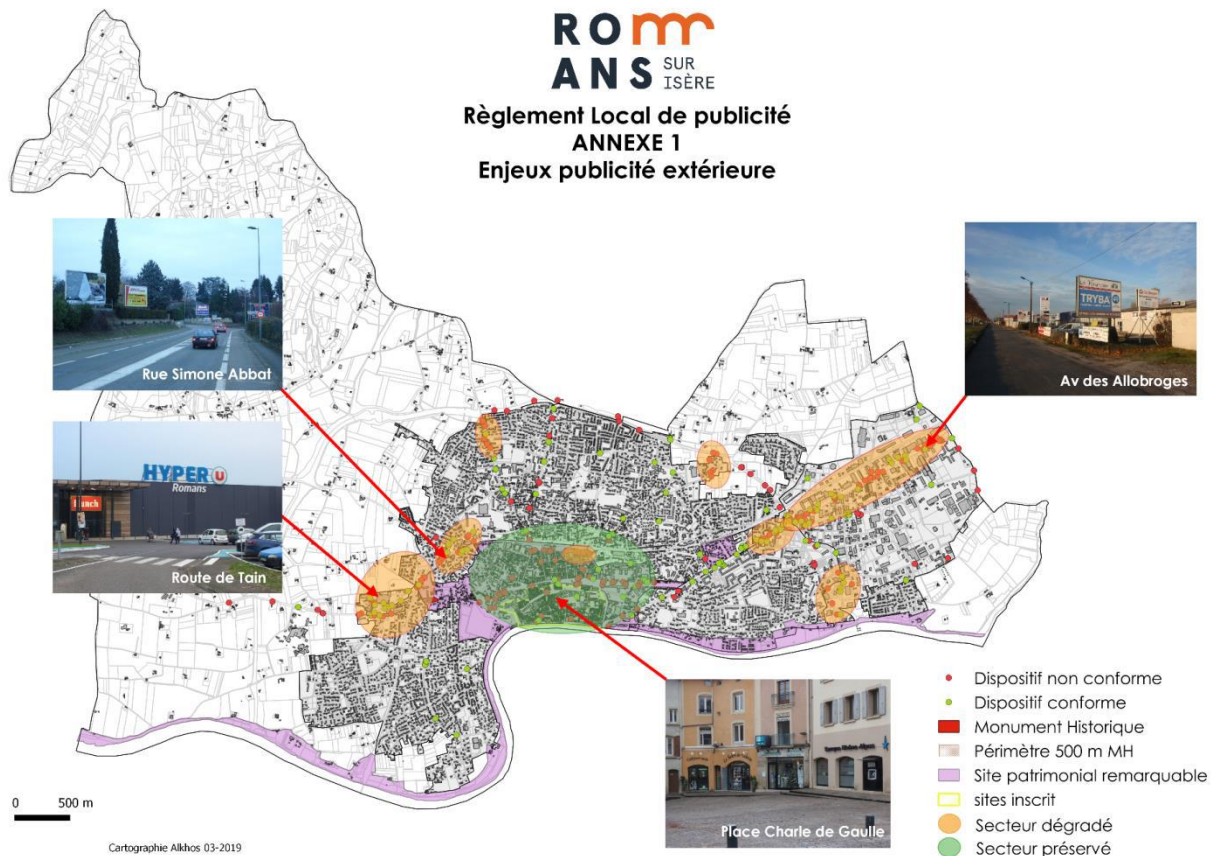 ROMANS
SUR
ISÈRE
Règlement Local de publicité
ANNEXE 1
Enjeux publicité extérieure
Rue Simone Abbat
TRYBA
Av des Allobroges
HYPER U
Romans
Flunch
Route de Tain
Place Charle de Gaulle
Dispositif non conforme
Dispositif conforme
Monument Historique
Périmètre 500 m MH
Site patrimonial remarquable
sites inscrit
Secteur dégradé
Secteur préservé
0 500 m
Cartographie Alkhos 03-2019